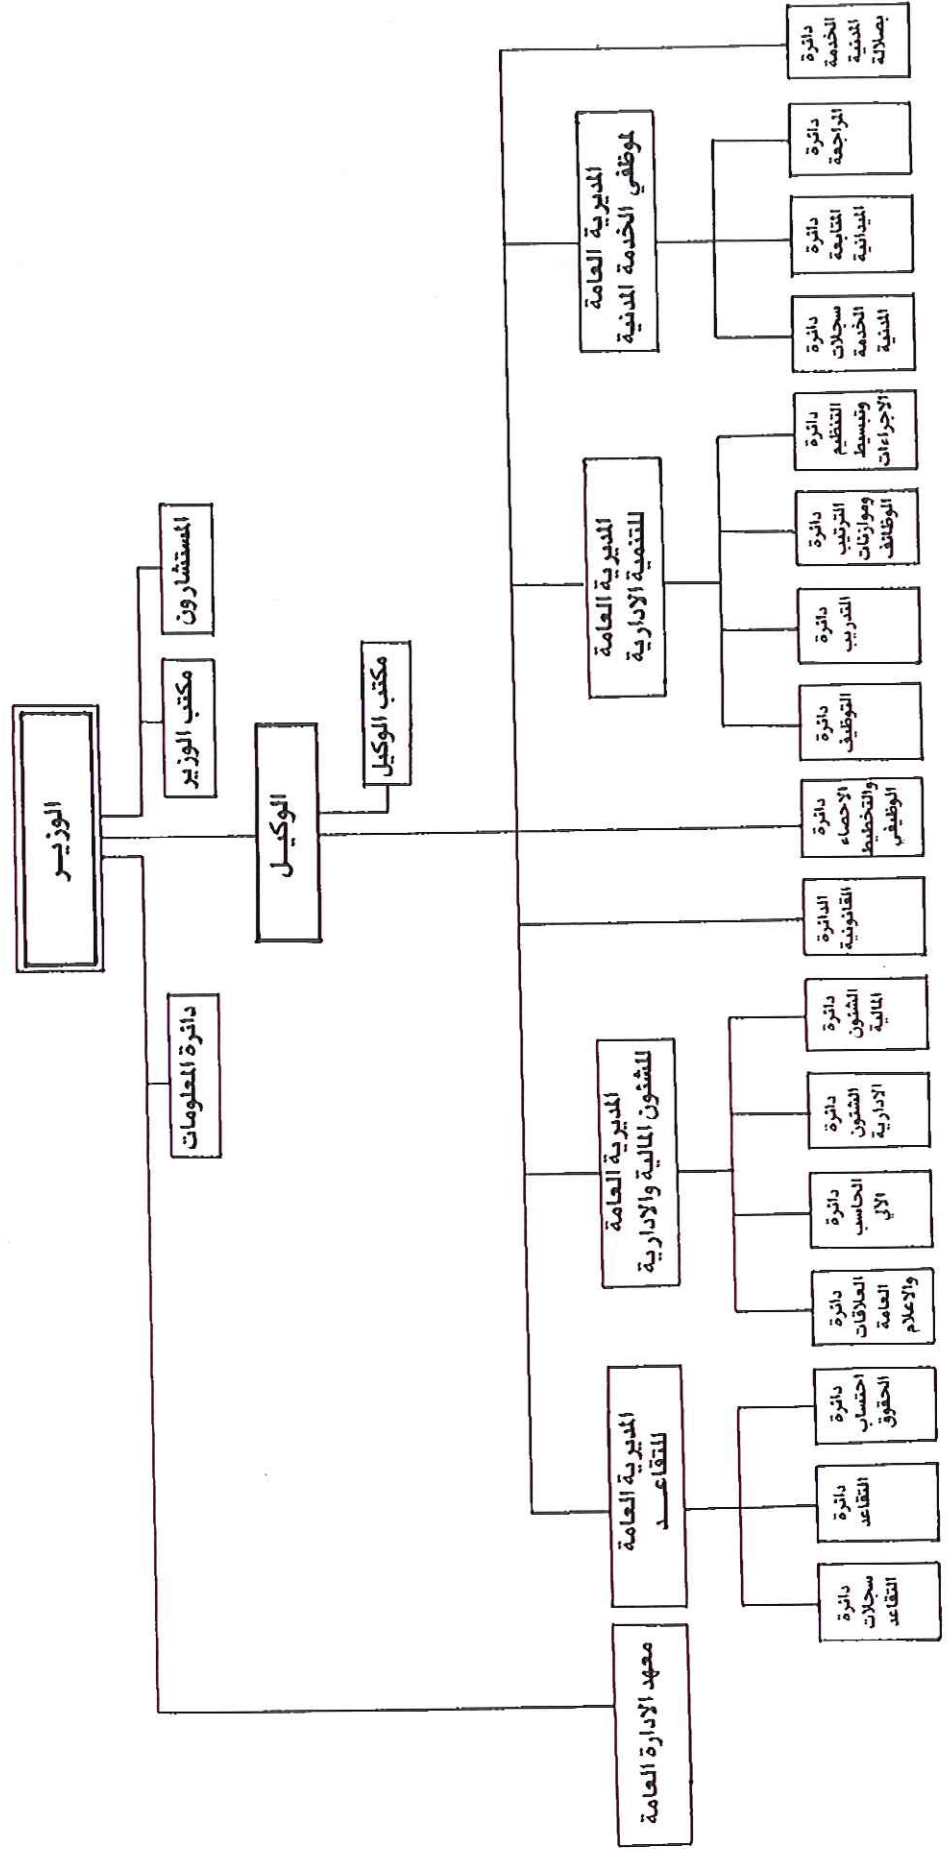 الوزير
المستشارون
مكتب الوزير
دائرة المعلومات
الوكيل
مكتب الوكيل
المديرية العامة
لموظفي الخدمة المدنية
المديرية العامة
للتنمية الادارية
المديرية العامة
للشئون المالية والادارية
المديرية العامة
للتقاعد
معهد الادارة العامة
دائرة
الخدمة
المدنية
بصلالة
دائرة
المراجعة
دائرة
المتابعة
الميدانية
دائرة
سجلات
الخدمة
المدنية
دائرة
التنظيم
وتبسيط
الاجراءات
دائرة
الترتيب
وموازنات
الوظائف
دائرة
التدريب
دائرة
التوظيف
دائرة
الاحصاء
والتخطيط
الوظيفي
الدائرة
القانونية
دائرة
الشئون
المالية
دائرة
الشئون
الادارية
دائرة
الحاسب
الالي
دائرة
العلاقات
العامة
والاعلام
دائرة
احتساب
الحقوق
دائرة
التقاعد
دائرة
سجلات
التقاعد